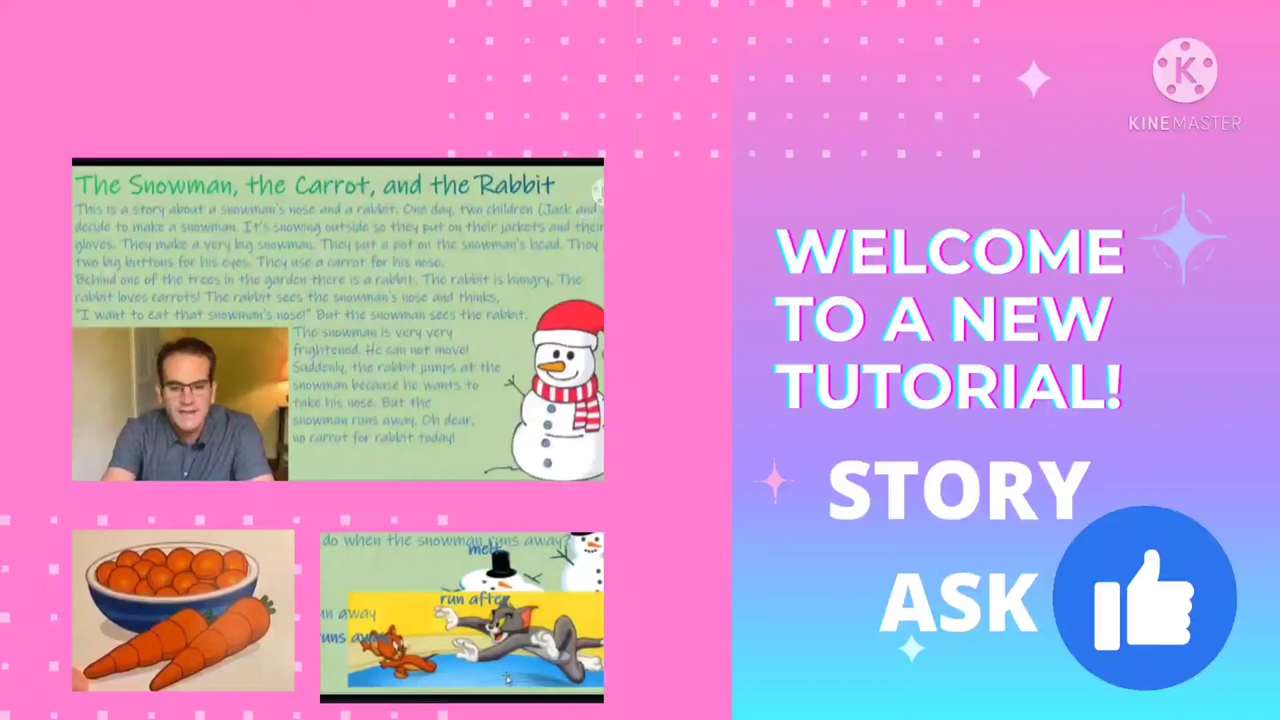 The Snowman, the Carrot, and the Rabbit
This is a story about a snowman's nose and a rabbit. One day, two children (Jack and
decide to make a snowman. It's snowing outside so they put on their jackets and their
gloves. They make a very big snowman. They put a pot on the snowman's head. They
two big buttons for his eyes. They use a carrot for his nose.
Behind one of the trees in the garden there is a rabbit. The rabbit is hungry. The
rabbit loves carrots! The rabbit sees the snowman's nose and thinks,
"I want to eat that snowman's nose!" But the snowman sees the rabbit.
The snowman is very very
frightened. He can not move!
Suddenly, the rabbit jumps at the
snowman because he wants to
take his nose. But the
snowman runs away. Oh dear,
no carrot for rabbit today!
do when the snowman runs away?
melt
run after
un away
uns away
K
KINEMASTER
WELCOME
TO A NEW
TUTORIAL!
STORY
ASK